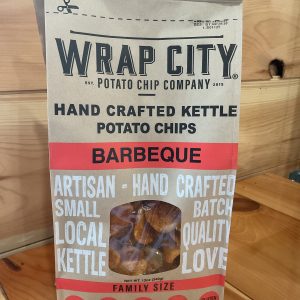 WRAP CITY
EST. POTATO CHIP COMPANY 2015
HAND CRAFTED KETTLE
POTATO CHIPS
BARBEQUE
ARTISAN - HAND CRAFTED
SMALL BATCH
LOCAL QUALITY
KETTLE LOVE
FAMILY SIZE